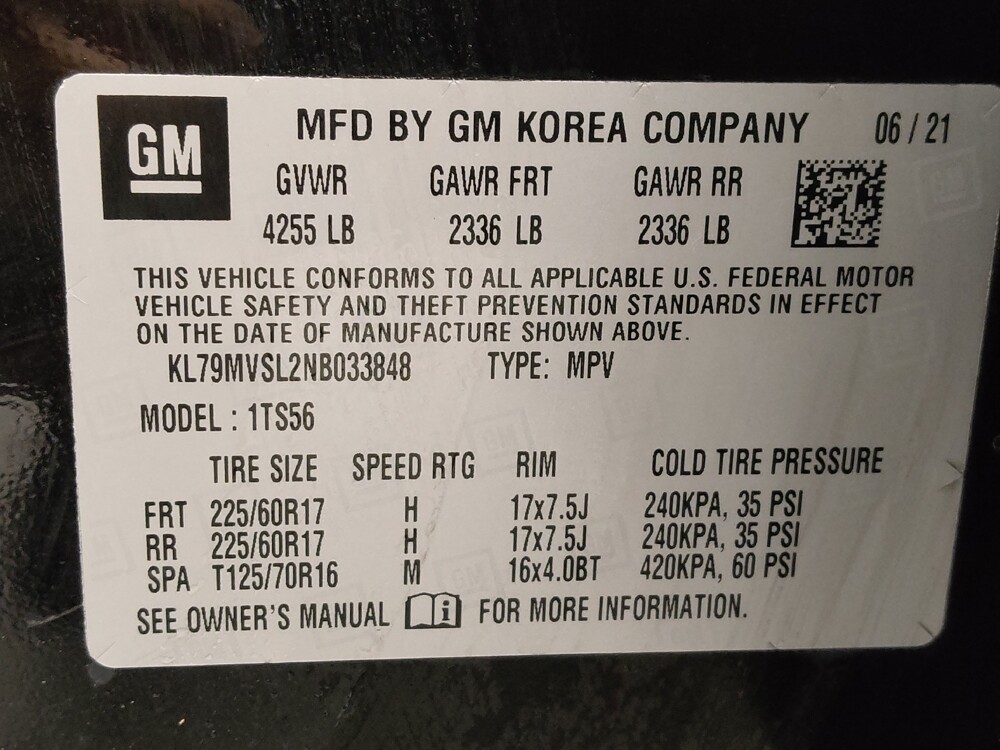 GM
MFD BY GM KOREA COMPANY 06 / 21
GVWR GAWR FRT GAWR RR
4255 LB 2336 LB 2336 LB
THIS VEHICLE CONFORMS TO ALL APPLICABLE U.S. FEDERAL MOTOR
VEHICLE SAFETY AND THEFT PREVENTION STANDARDS IN EFFECT
ON THE DATE OF MANUFACTURE SHOWN ABOVE.
KL79MVSL2NB033848 TYPE: MPV
MODEL : 1TS56
TIRE SIZE SPEED RTG RIM COLD TIRE PRESSURE
FRT 225/60R17 H 17x7.5J 240KPA, 35 PSI
RR 225/60R17 H 17x7.5J 240KPA, 35 PSI
SPA T125/70R16 M 16x4.0BT 420KPA, 60 PSI
SEE OWNER'S MANUAL i FOR MORE INFORMATION.